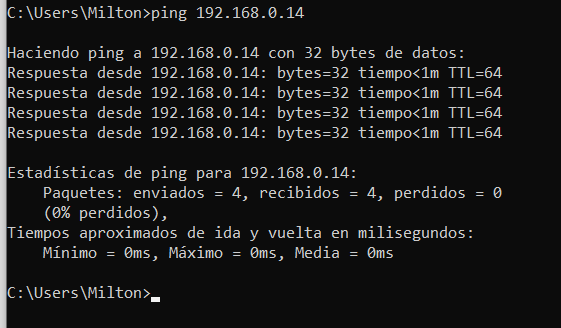 C:\Users\Milton>ping 192.168.0.14
Haciendo ping a 192.168.0.14 con 32 bytes de datos:
Respuesta desde 192.168.0.14: bytes=32 tiempo<1m TTL=64
Respuesta desde 192.168.0.14: bytes=32 tiempo<1m TTL=64
Respuesta desde 192.168.0.14: bytes=32 tiempo<1m TTL=64
Respuesta desde 192.168.0.14: bytes=32 tiempo<1m TTL=64
Estadísticas de ping para 192.168.0.14:
Paquetes: enviados = 4, recibidos = 4, perdidos = 0
(0% perdidos),
Tiempos aproximados de ida y vuelta en milisegundos:
Mínimo = 0ms, Máximo = 0ms, Media = 0ms
C:\Users\Milton>